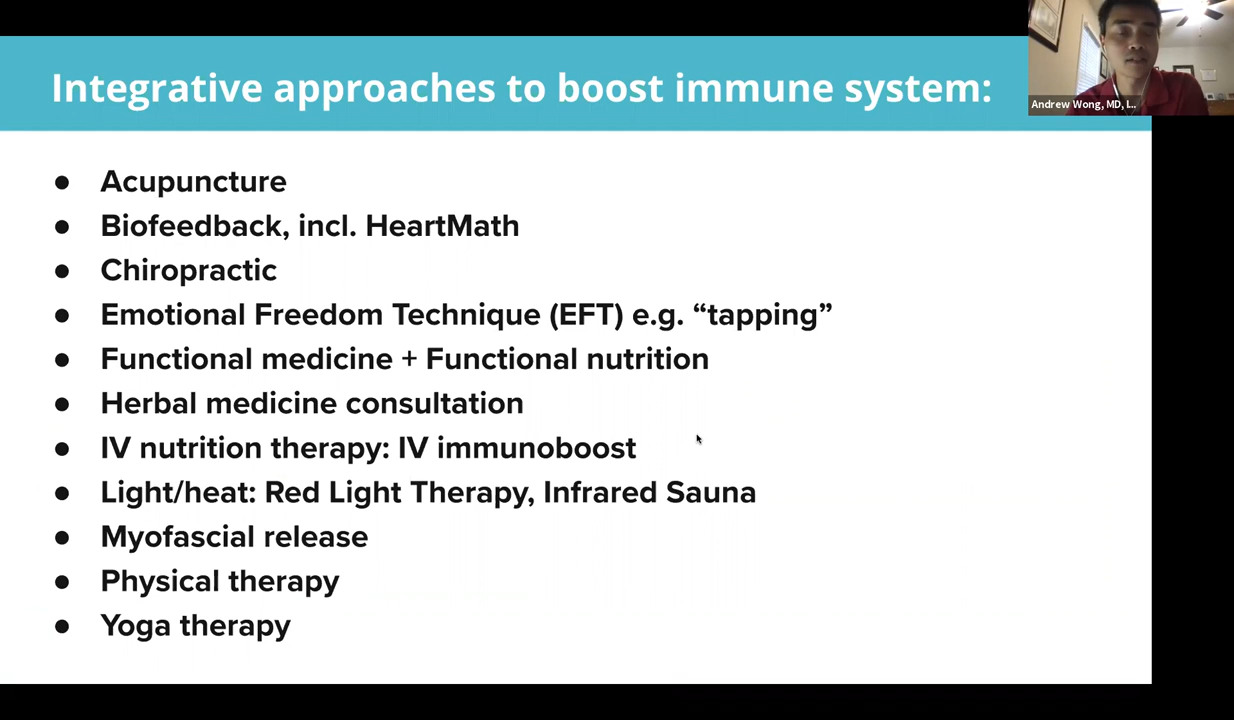 Integrative approaches to boost immune system:
Andrew Wong, MD, L..
● Acupuncture
● Biofeedback, incl. HeartMath
● Chiropractic
● Emotional Freedom Technique (EFT) e.g. “tapping”
● Functional medicine + Functional nutrition
● Herbal medicine consultation
● IV nutrition therapy: IV immunoboost
● Light/heat: Red Light Therapy, Infrared Sauna
● Myofascial release
● Physical therapy
● Yoga therapy